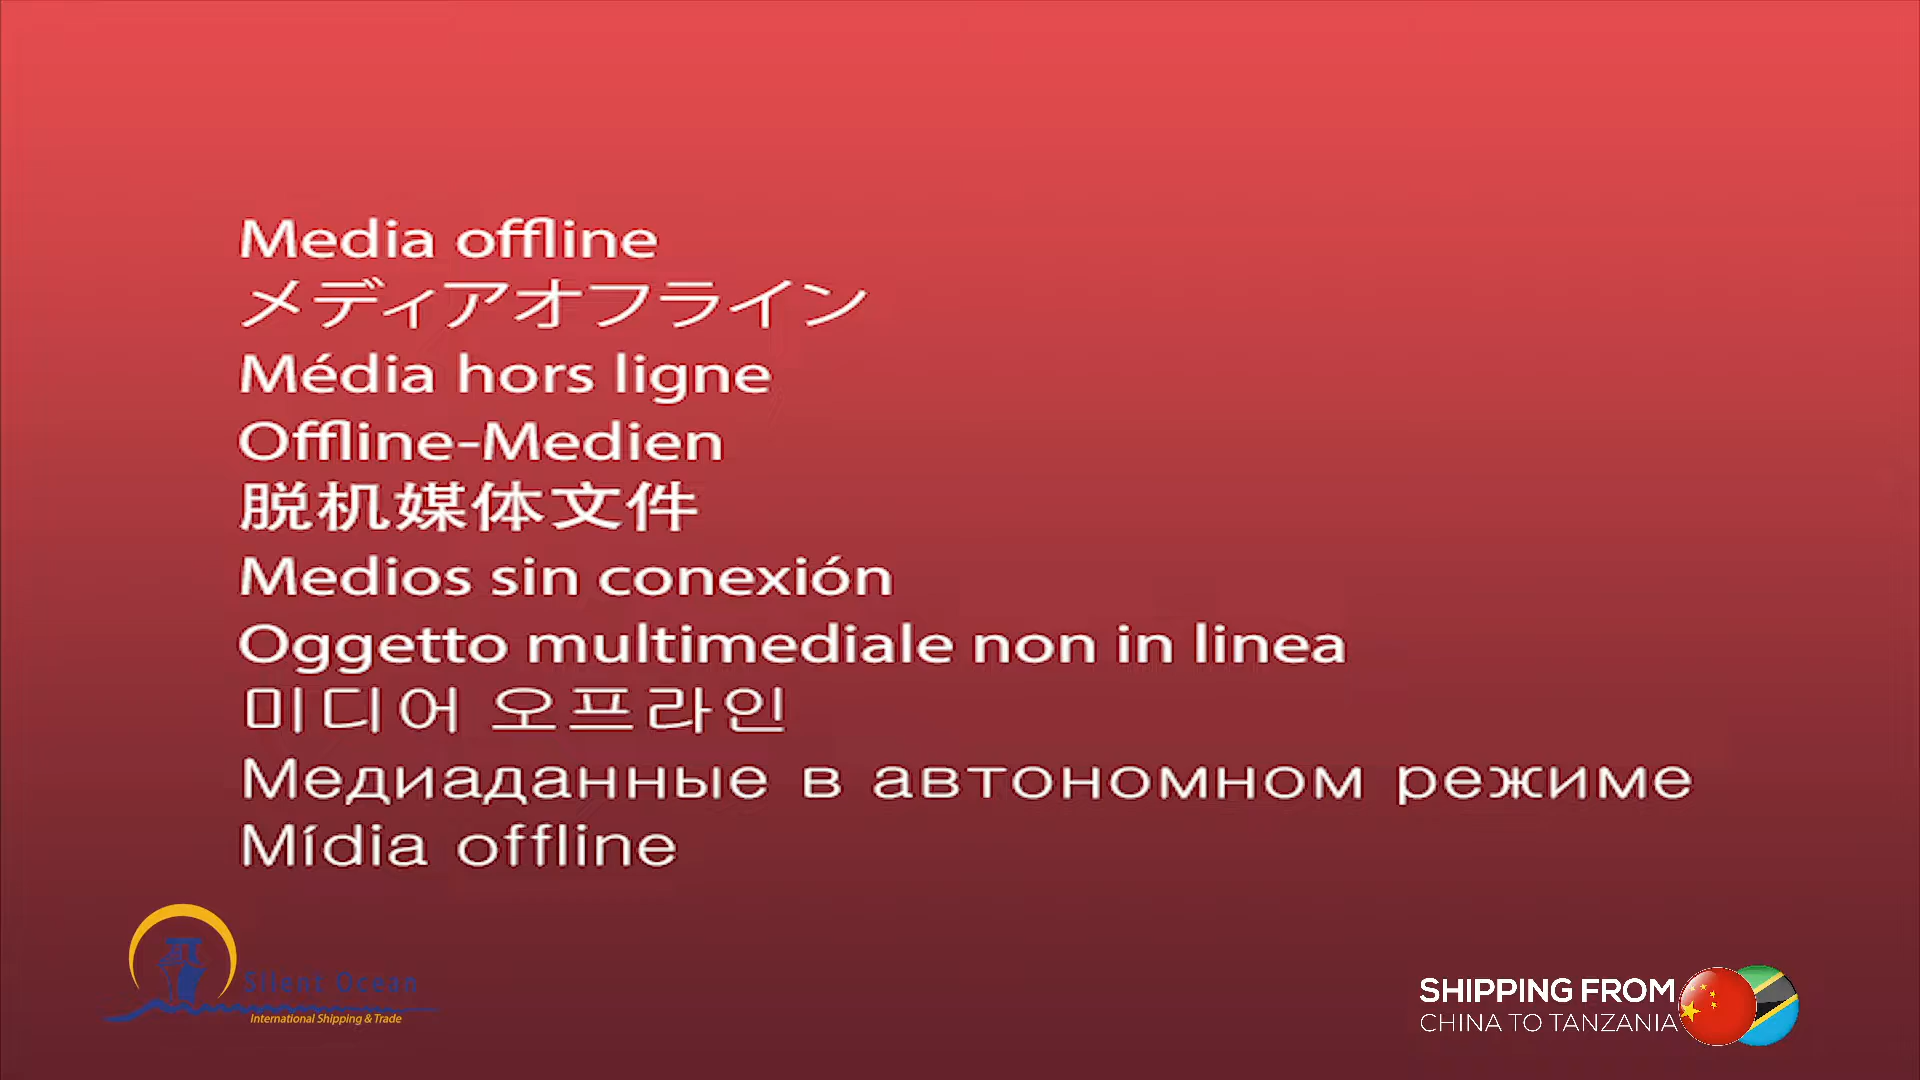 Media offline
メディアオフライン
Média hors ligne
Offline-Medien
脱机媒体文件
Medios sin conexión
Oggetto multimediale non in linea
미디어 오프라인
Медиаданные в автономном режиме
Mídia offline
Silent Ocean
International Shipping & Trade
SHIPPING FROM
CHINA TO TANZANIA